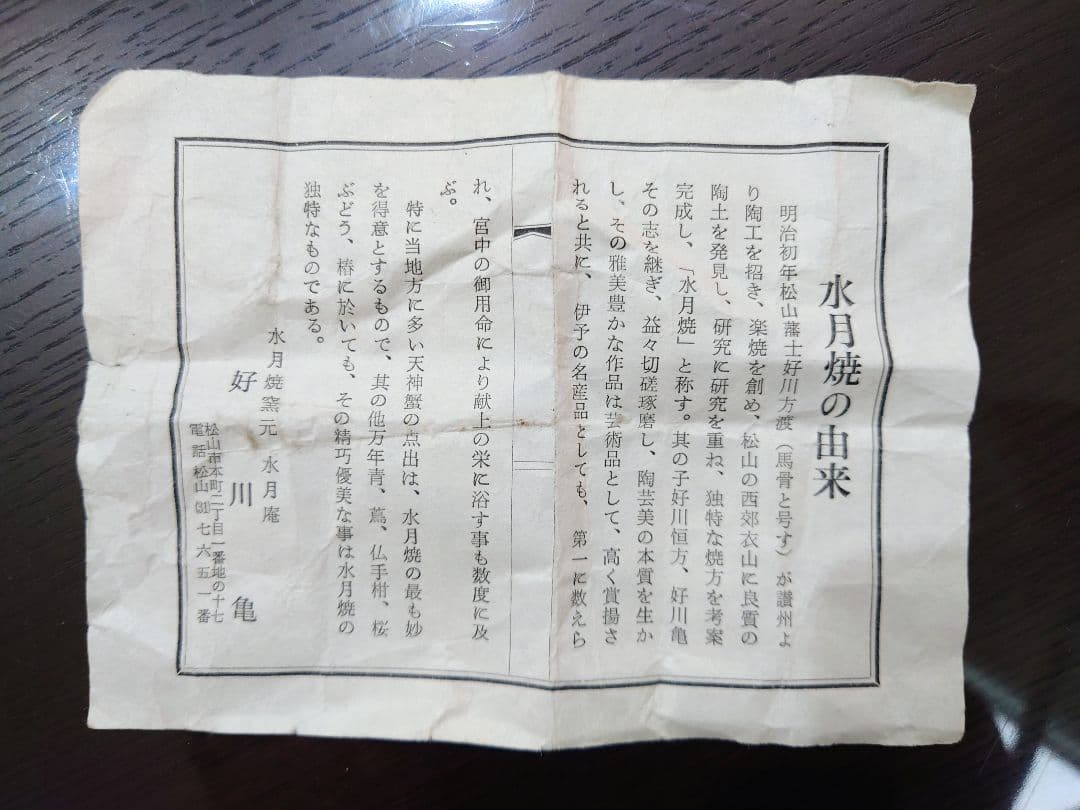 水月焼の由来
明治初年松山藩士好川方渡（馬骨と号す）が讃州よ
り陶工を招き、楽焼を創め、松山の西郊衣山に良質の
陶土を発見し、研究に研究を重ね、独特な焼方を考案
完成し、「水月焼」と称す。其の子好川恒方、好川亀
その志を継ぎ、益々切磋琢磨し、陶芸美の本質を生か
し、その雅美豊かな作品は芸術品として、高く賞揚さ
れると共に、伊予の名産品としても、第一に数えら
れ、宮中の御用命により献上の栄に浴す事も数度に及
ぶ。
特に当地方に多い天神蟹の点出は、水月焼の最も妙
を得意とするもので、其の他万年青、蔦、仏手柑、桜
ぶどう、椿に於いても、その精巧優美な事は水月焼の
独特なものである。
水月焼窯元 水月庵
好川亀
松山市本町二丁目一番地の十七
電話松山(31)七六五一番